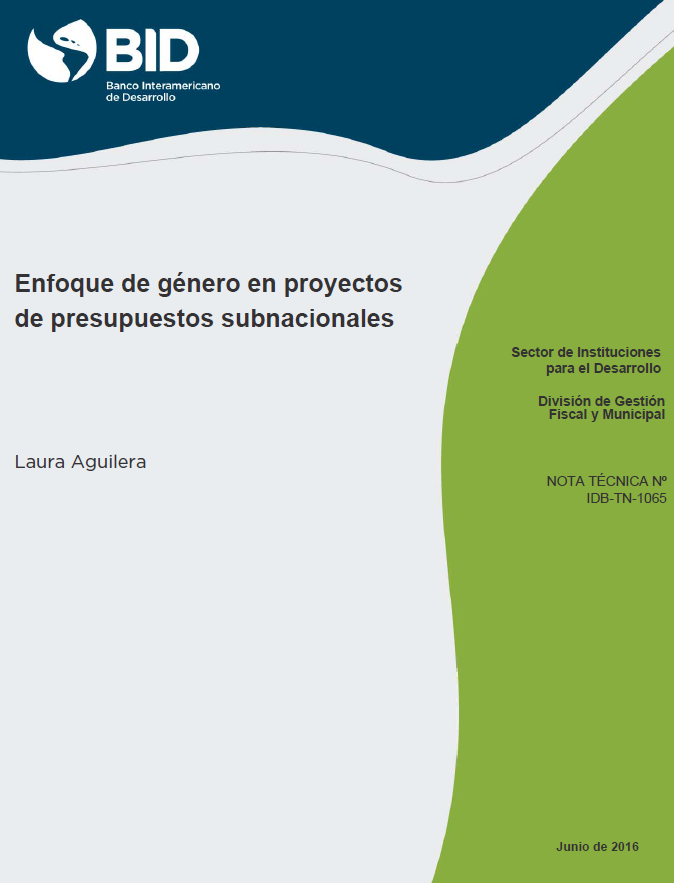 BID
Banco Interamericano
de Desarrollo
Enfoque de género en proyectos
de presupuestos subnacionales
Sector de Instituciones
para el Desarrollo
División de Gestión
Fiscal y Municipal
Laura Aguilera
NOTA TÉCNICA Nº
IDB-TN-1065
Junio de 2016